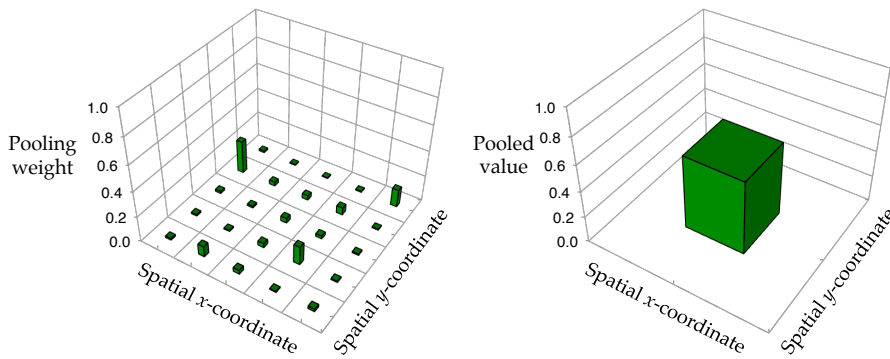 Pooling
weight
1.0
0.8
0.6
0.4
0.2
0.0
Spatial x-coordinate
Spatial y-coordinate
Pooled
value
1.0
0.8
0.6
0.4
0.2
0.0
Spatial x-coordinate
Spatial y-coordinate